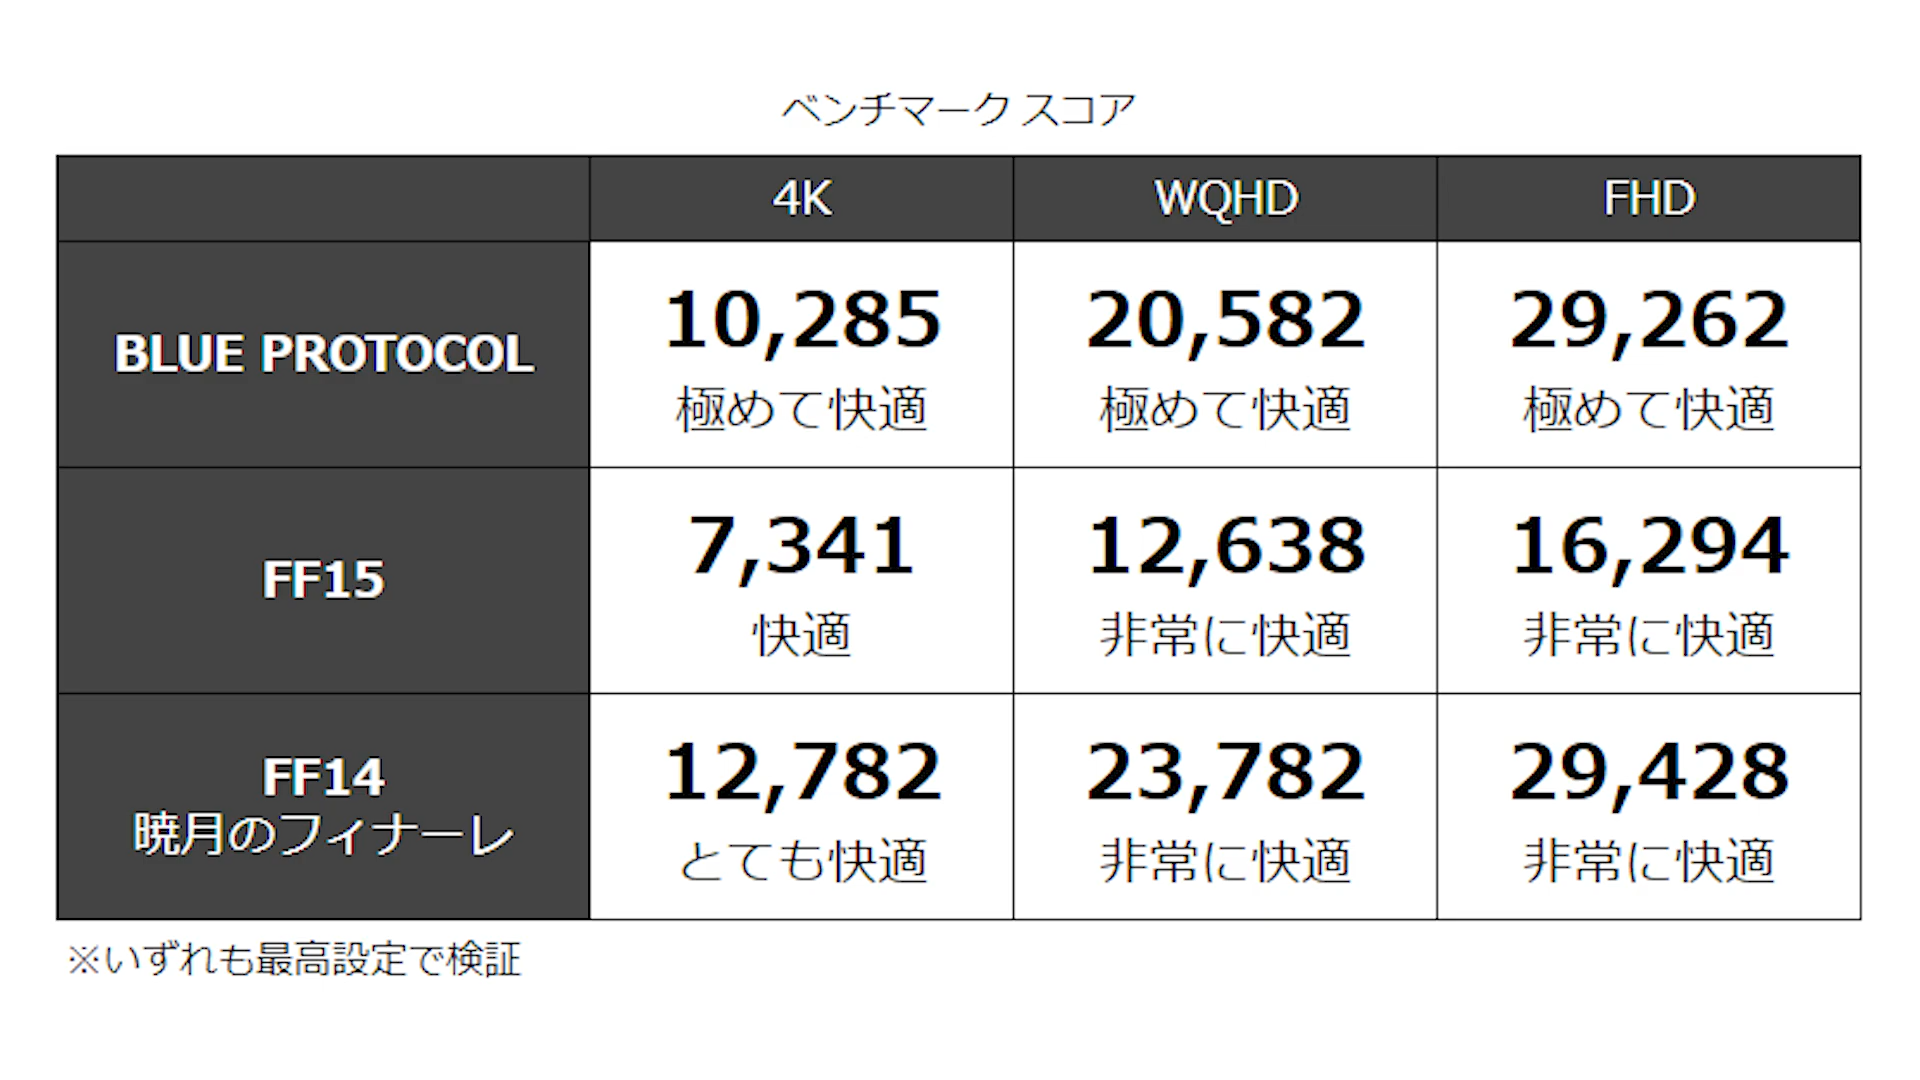 ベンチマーク スコア
4K WQHD FHD
BLUE PROTOCOL
10,285 20,582 29,262
極めて快適 極めて快適 極めて快適
FF15
7,341 12,638 16,294
快適 非常に快適 非常に快適
FF14
暁月のフィナーレ
12,782 23,782 29,428
とても快適 非常に快適 非常に快適
※いずれも最高設定で検証